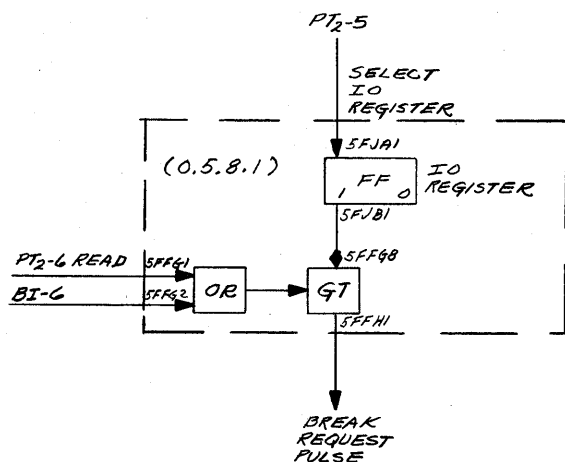 PT2-5
SELECT
IO
REGISTER
5FJA1
(0.5.8.1)
1 FF 0
IO
REGISTER
5FJB1
PT2-6 READ
5FFG1
5FFG8
BI-6
5FFG2
OR
GT
5FFH1
BREAK
REQUEST
PULSE